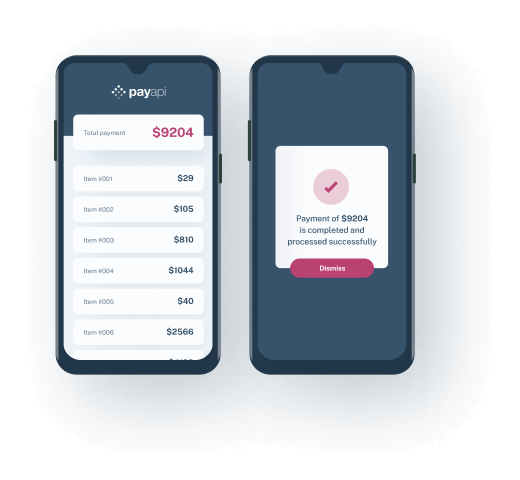 payapi
Total payment $9204
Item #001 $29
Item #002 $105
Item #003 $810
Item #004 $1044
Item #005 $40
Item #006 $2566
Payment of $9204
is completed and
processed successfully
Dismiss